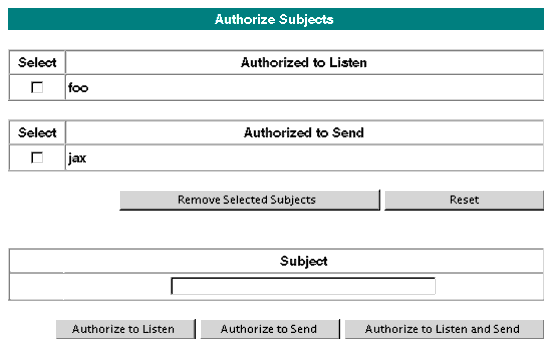 Authorize Subjects
Select Authorized to Listen
foo
Select Authorized to Send
jax
Remove Selected Subjects Reset
Subject
Authorize to Listen Authorize to Send Authorize to Listen and Send